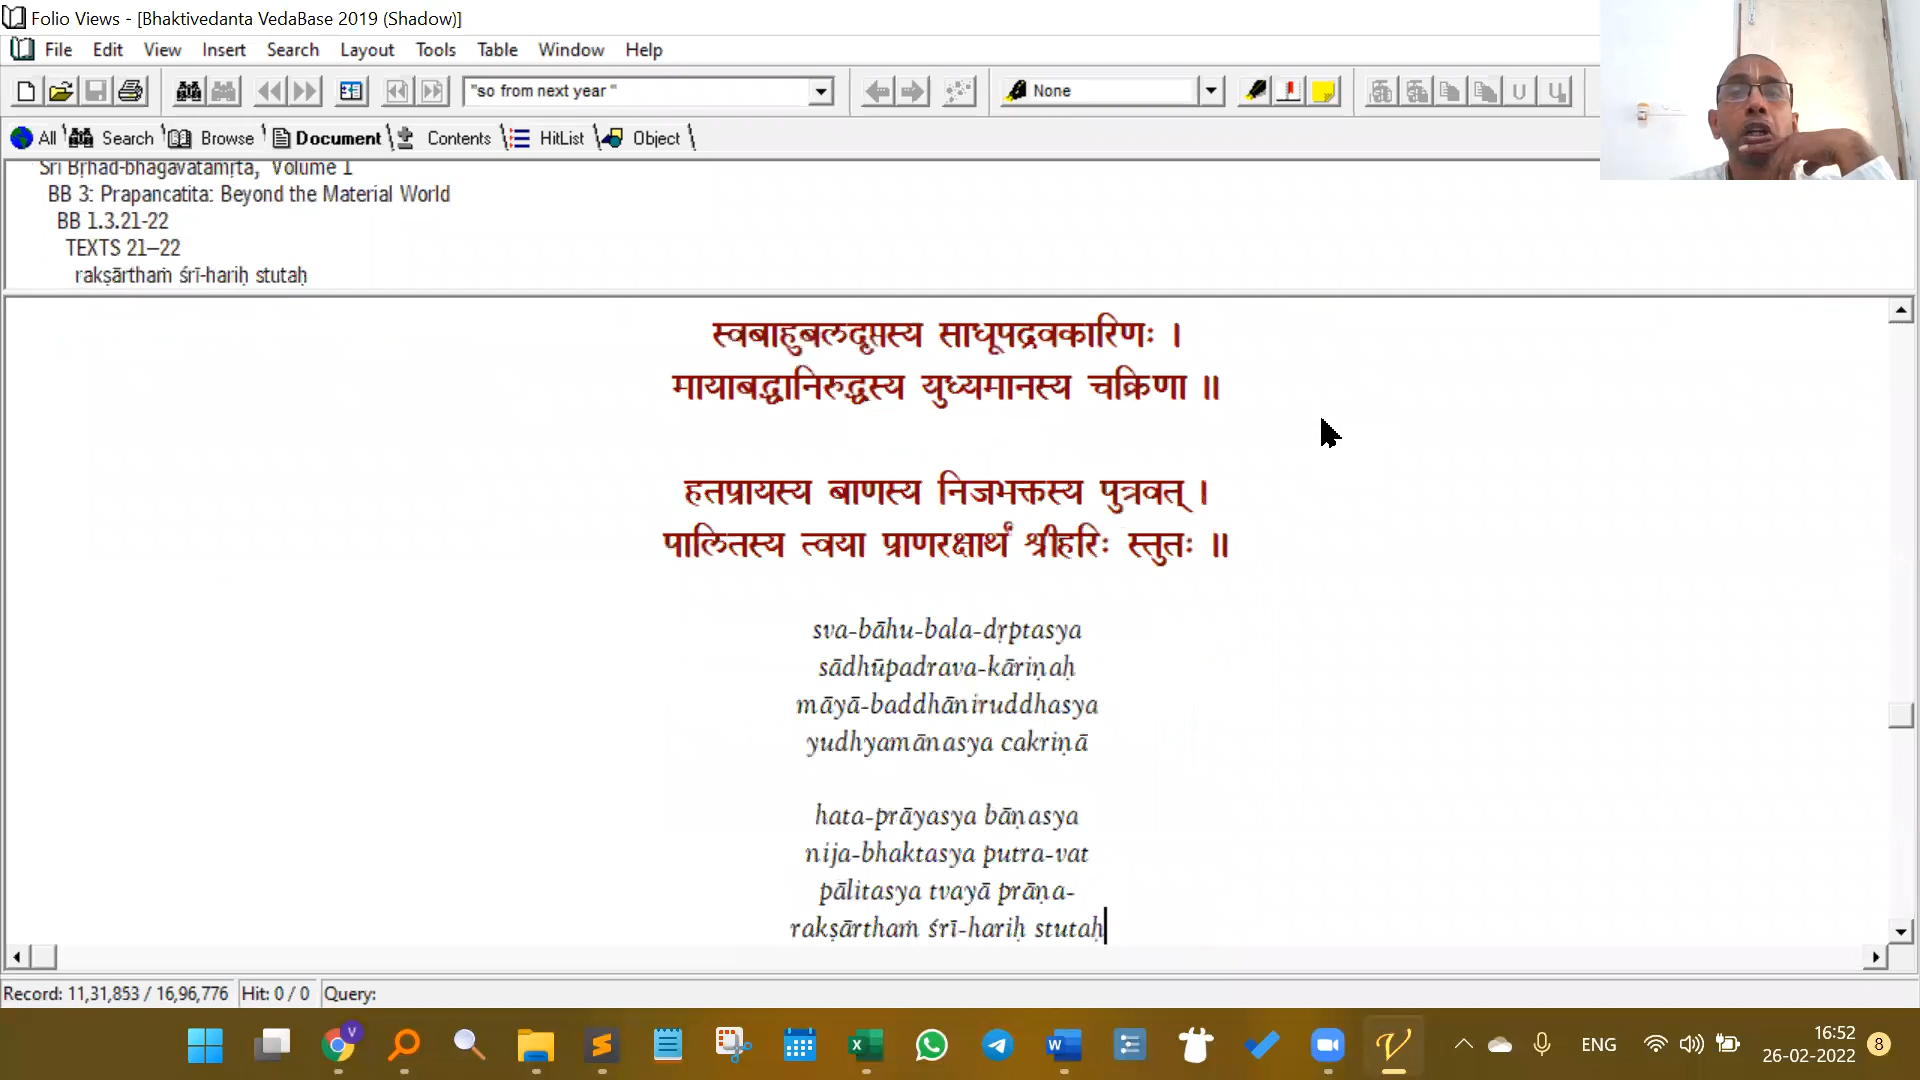 Folio Views - [Bhaktivedanta VedaBase 2019 (Shadow)]
File Edit View Insert Search Layout Tools Table Window Help
"so from next year "
None
All Search Browse Document Contents HitList Object
Śrī Bṛhad-bhāgavatāmṛta, Volume 1
BB 3: Prapancatita: Beyond the Material World
BB 1.3.21-22
TEXTS 21–22
rakṣārthaṁ śrī-hariḥ stutaḥ
स्वबाहुबलदृप्तस्य साधूपद्रवकारिणः ।
मायाबद्धानिरुद्धस्य युध्यमानस्य चक्रिणा ॥
हतप्रायस्य बाणस्य निजभक्तस्य पुत्रवत् ।
पालितस्य त्वया प्राणरक्षार्थं श्रीहरिः स्तुतः ॥
sva-bāhu-bala-dṛptasya
sādhūpadrava-kāriṇaḥ
māyā-baddhāniruddhasya
yudhyamānasya cakriṇā
hata-prāyasya bāṇasya
nija-bhaktasya putra-vat
pālitasya tvayā prāṇa-
rakṣārthaṁ śrī-hariḥ stutaḥ
Record: 11,31,853 / 16,96,776 Hit: 0 / 0 Query:
V
ENG
16:52
26-02-2022
8